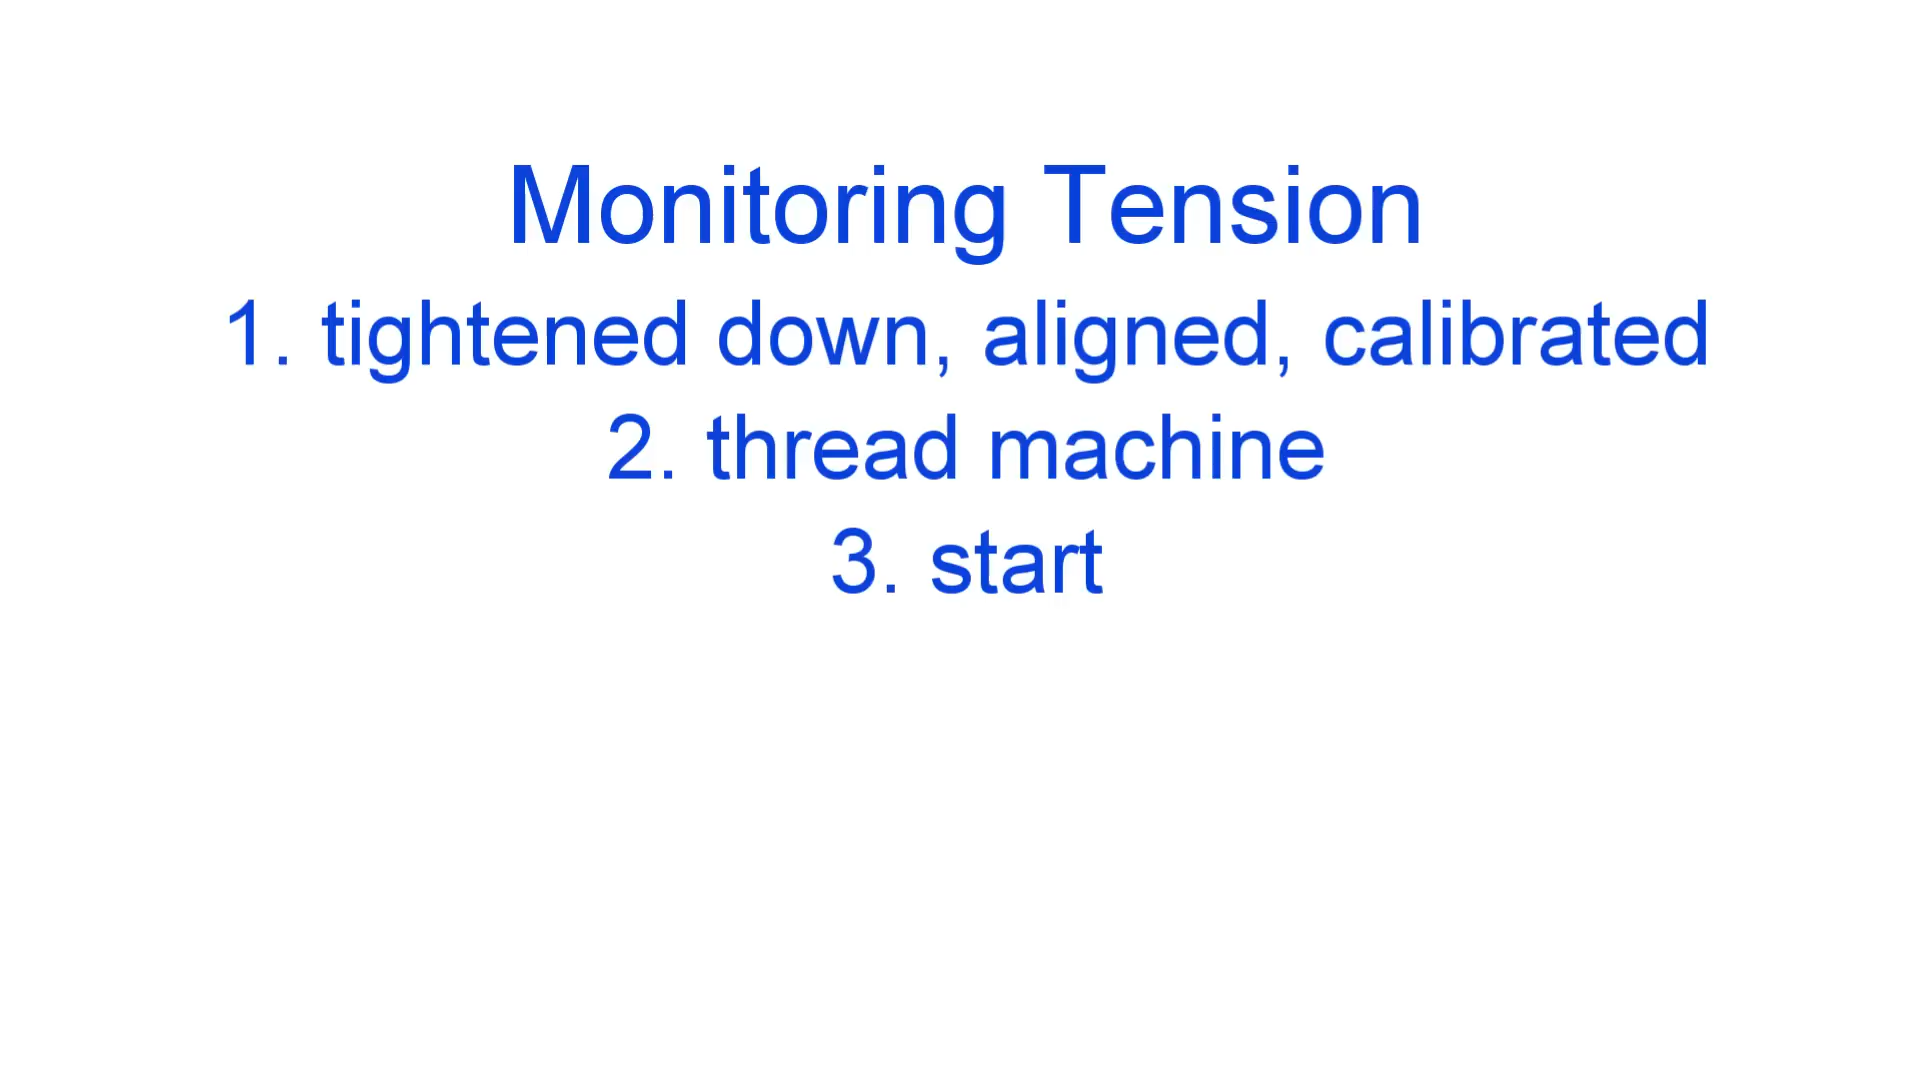 Monitoring Tension
1. tightened down, aligned, calibrated
2. thread machine
3. start